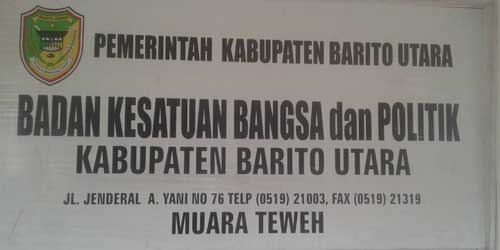 PEMERINTAH KABUPATEN BARITO UTARA
BADAN KESATUAN BANGSA dan POLITIK
KABUPATEN BARITO UTARA
JL. JENDERAL A. YANI NO 76 TELP (0519) 21003, FAX (0519) 21319
MUARA TEWEH